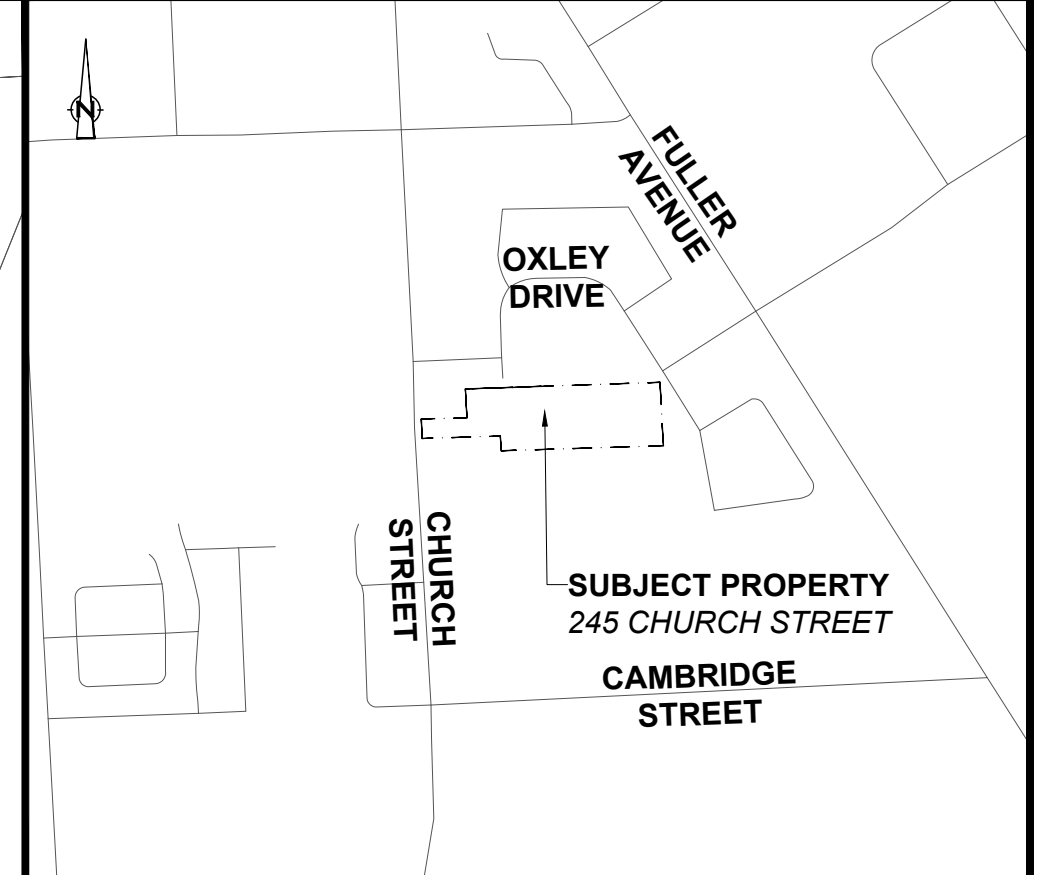 N
FULLER
AVENUE
OXLEY
DRIVE
CHURCH
STREET
SUBJECT PROPERTY
245 CHURCH STREET
CAMBRIDGE
STREET